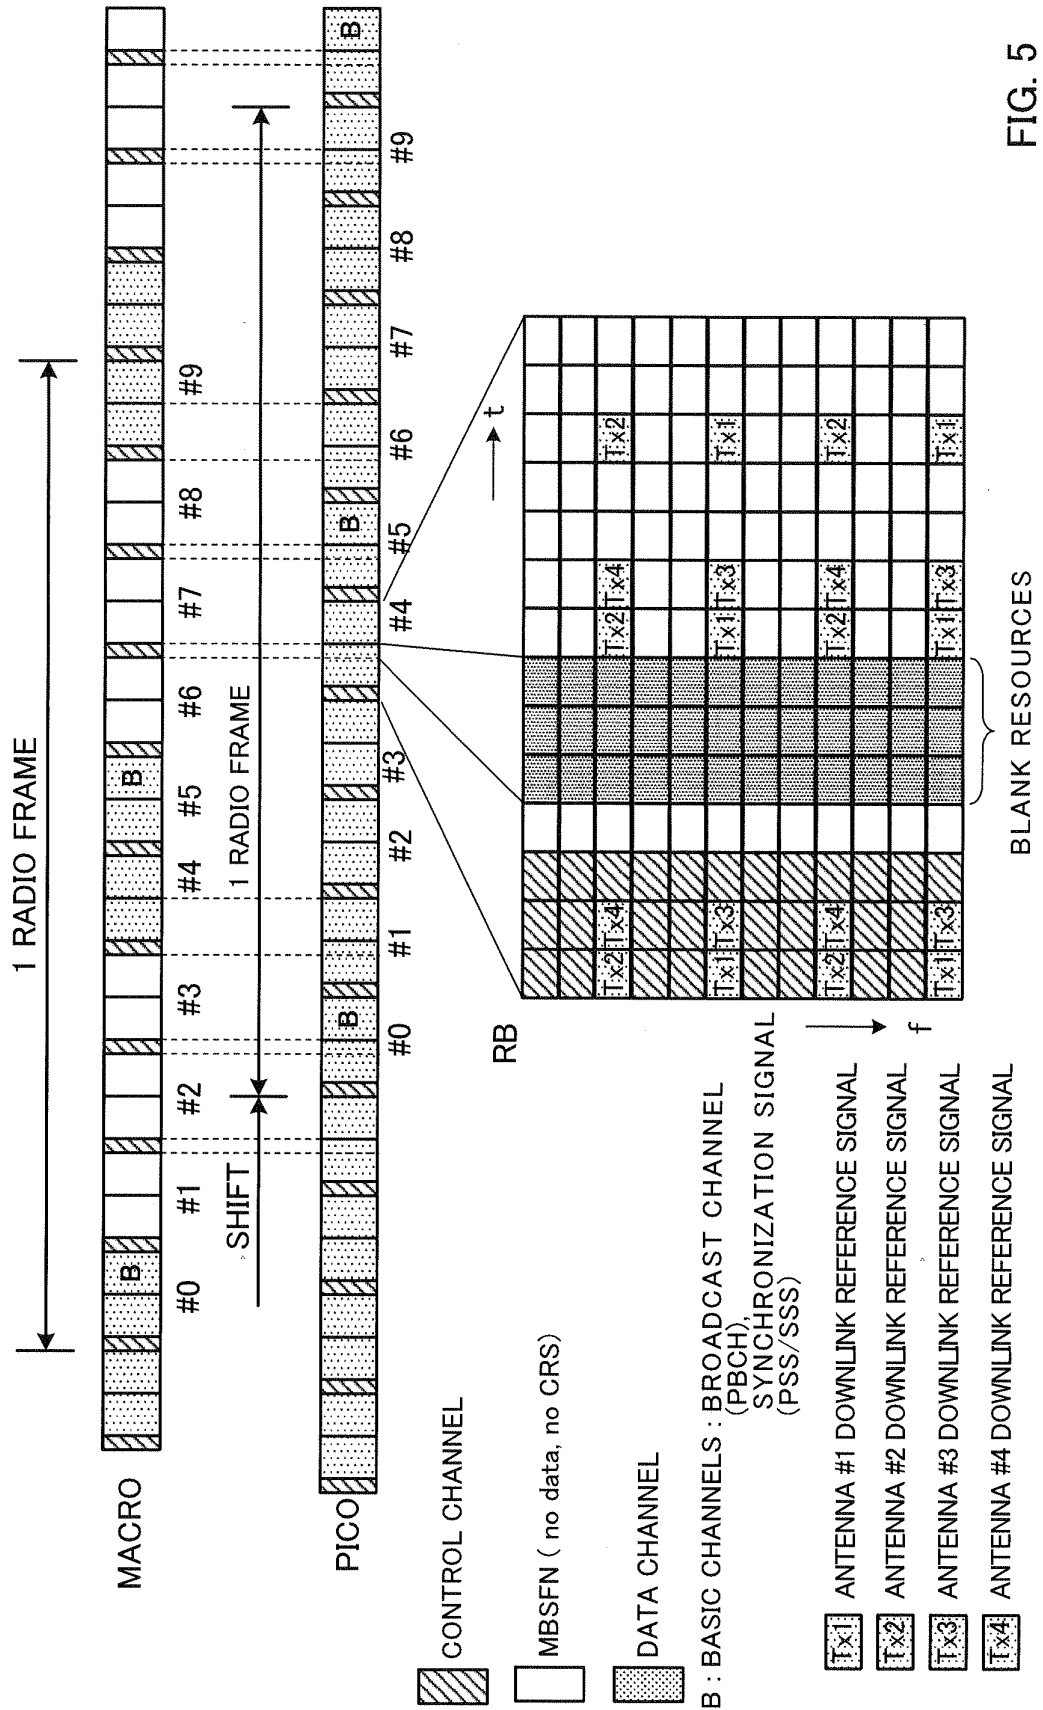 1 RADIO FRAME
MACRO
B B
#0 #1 #2 #3 #4 #5 #6 #7 #8 #9
SHIFT 1 RADIO FRAME
PICO
B B B
#0 #1 #2 #3 #4 #5 #6 #7 #8 #9
CONTROL CHANNEL
MBSFN ( no data, no CRS)
DATA CHANNEL
B : BASIC CHANNELS : BROADCAST CHANNEL
(PBCH),
SYNCHRONIZATION SIGNAL
(PSS/SSS)
Tx1 ANTENNA #1 DOWNLINK REFERENCE SIGNAL
Tx2 ANTENNA #2 DOWNLINK REFERENCE SIGNAL
Tx3 ANTENNA #3 DOWNLINK REFERENCE SIGNAL
Tx4 ANTENNA #4 DOWNLINK REFERENCE SIGNAL
RB
t
f
Tx2 Tx4 Tx2 Tx4 Tx2
Tx1 Tx3 Tx1 Tx3 Tx1
Tx2 Tx4 Tx2 Tx4 Tx2
Tx1 Tx3 Tx1 Tx3 Tx1
BLANK RESOURCES
FIG. 5